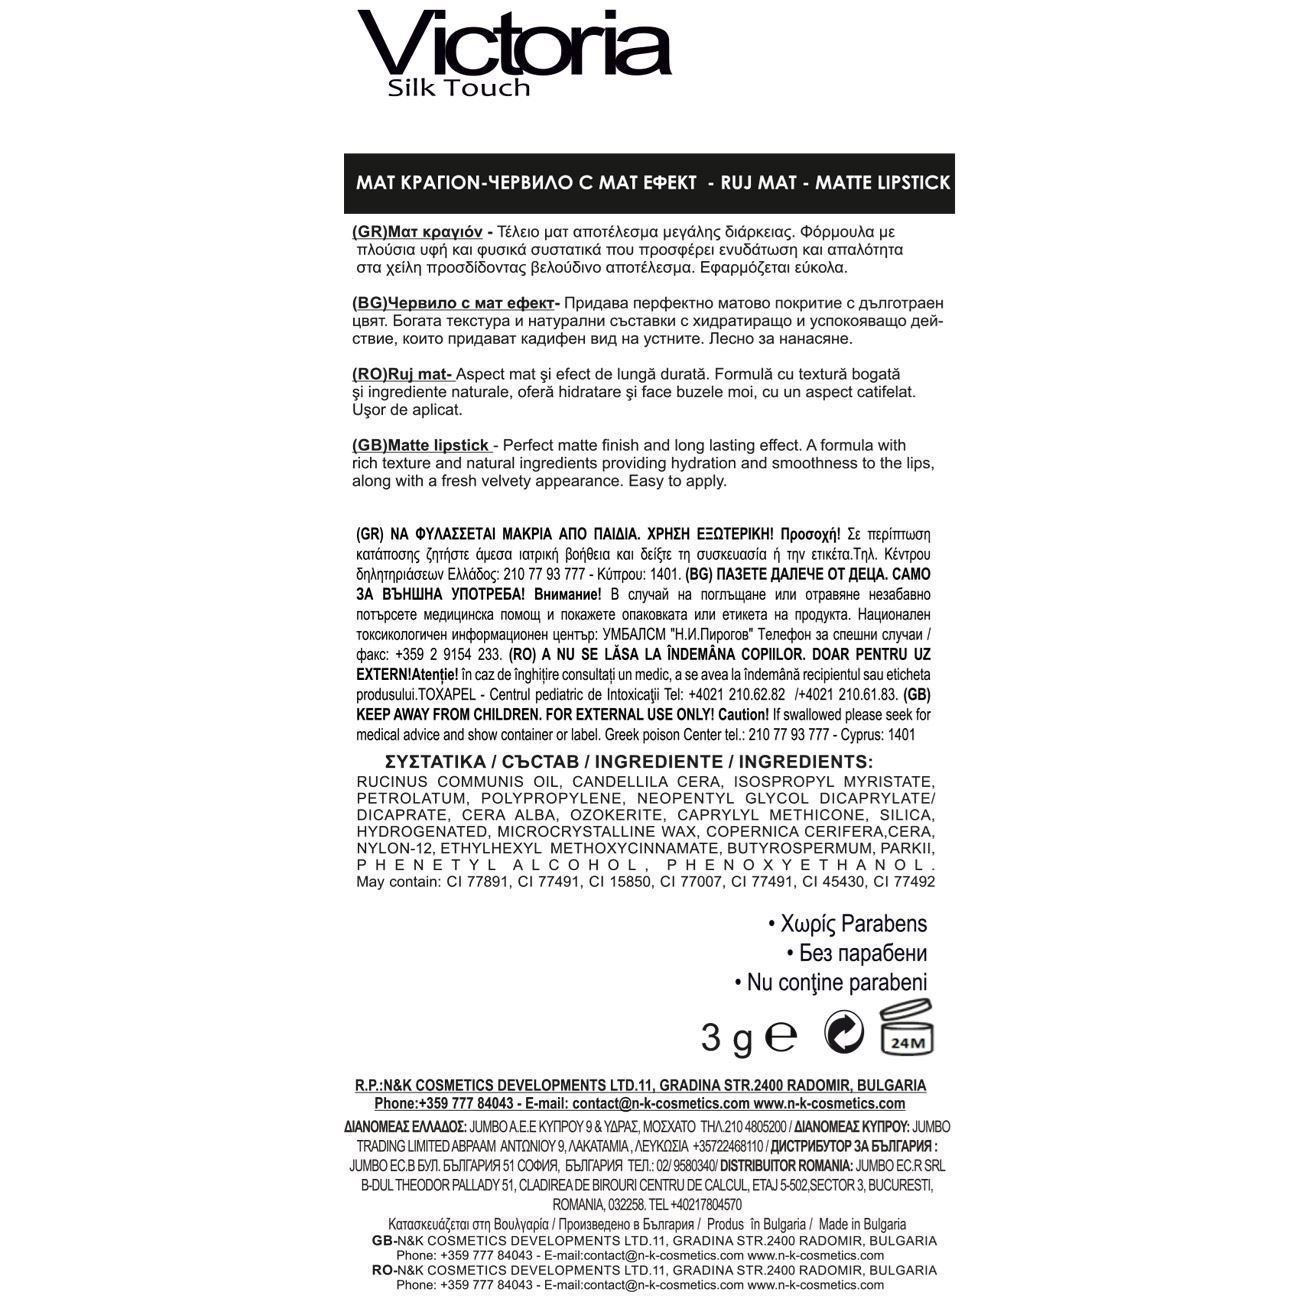 Victoria
Silk Touch
ΜΑΤ ΚΡΑΓΙΟΝ-ЧЕРВИЛО С МАТ ЕФЕКТ - RUJ MAT - MATTE LIPSTICK
(GR)Ματ κραγιόν - Τέλειο ματ αποτέλεσμα μεγάλης διάρκειας. Φόρμουλα με
πλούσια υφή και φυσικά συστατικά που προσφέρει ενυδάτωση και απαλότητα
στα χείλη προσδίδοντας βελούδινο αποτέλεσμα. Εφαρμόζεται εύκολα.
(BG)Червило с мат ефект- Придава перфектно матово покритие с дълготраен
цвят. Богата текстура и натурални съставки с хидратиращо и успокояващо дей-
ствие, които придават кадифен вид на устните. Лесно за нанасяне.
(RO)Ruj mat- Aspect mat şi efect de lungă durată. Formulă cu textură bogată
şi ingrediente naturale, oferă hidratare şi face buzele moi, cu un aspect catifelat.
Uşor de aplicat.
(GB)Matte lipstick - Perfect matte finish and long lasting effect. A formula with
rich texture and natural ingredients providing hydration and smoothness to the lips,
along with a fresh velvety appearance. Easy to apply.
(GR) ΝΑ ΦΥΛΑΣΣΕΤΑΙ ΜΑΚΡΙΑ ΑΠΟ ΠΑΙΔΙΑ. ΧΡΗΣΗ ΕΞΩΤΕΡΙΚΗ! Προσοχή! Σε περίπτωση
κατάποσης ζητήστε άμεσα ιατρική βοήθεια και δείξτε τη συσκευασία ή την ετικέτα.Τηλ. Κέντρου
δηλητηριάσεων Ελλάδος: 210 77 93 777 - Κύπρου: 1401. (BG) ПАЗЕТЕ ДАЛЕЧЕ ОТ ДЕЦА. САМО
ЗА ВЪНШНА УПОТРЕБА! Внимание! В случай на поглъщане или отравяне незабавно
потърсете медицинска помощ и покажете опаковката или етикета на продукта. Национален
токсикологичен информационен център: УМБАЛСМ "Н.И.Пирогов" Телефон за спешни случаи /
факс: +359 2 9154 233. (RO) A NU SE LĂSA LA ÎNDEMÂNA COPIILOR. DOAR PENTRU UZ
EXTERN!Atenţie! în caz de înghiţire consultaţi un medic, a se avea la îndemână recipientul sau eticheta
produsului.TOXAPEL - Centrul pediatric de Intoxicaţii Tel: +4021 210.62.82 /+4021 210.61.83. (GB)
KEEP AWAY FROM CHILDREN. FOR EXTERNAL USE ONLY! Caution! If swallowed please seek for
medical advice and show container or label. Greek poison Center tel.: 210 77 93 777 - Cyprus: 1401
ΣΥΣΤΑΤΙΚΑ / СЪСТАВ / INGREDIENTE / INGREDIENTS:
RUCINUS COMMUNIS OIL, CANDELLILA CERA, ISOSPROPYL MYRISTATE,
PETROLATUM, POLYPROPYLENE, NEOPENTYL GLYCOL DICAPRYLATE/
DICAPRATE, CERA ALBA, OZOKERITE, CAPRYLYL METHICONE, SILICA,
HYDROGENATED, MICROCRYSTALLINE WAX, COPERNICA CERIFERA,CERA,
NYLON-12, ETHYLHEXYL METHOXYCINNAMATE, BUTYROSPERMUM, PARKII,
PHENETYL ALCOHOL, PHENOXYETHANOL.
May contain: CI 77891, CI 77491, CI 15850, CI 77007, CI 77491, CI 45430, CI 77492
• Χωρίς Parabens
• Без парабени
• Nu conţine parabeni
3 g e
24M
R.P.:N&K COSMETICS DEVELOPMENTS LTD.11, GRADINA STR.2400 RADOMIR, BULGARIA
Phone:+359 777 84043 - E-mail: contact@n-k-cosmetics.com www.n-k-cosmetics.com
ΔΙΑΝΟΜΕΑΣ ΕΛΛΑΔΟΣ: JUMBO A.E.E ΚΥΠΡΟΥ 9 & ΥΔΡΑΣ, ΜΟΣΧΑΤΟ ΤΗΛ.210 4805200 / ΔΙΑΝΟΜΕΑΣ ΚΥΠΡΟΥ: JUMBO
TRADING LIMITED ΑΒΡΑΑΜ ΑΝΤΩΝΙΟΥ 9, ΛΑΚΑΤΑΜΙΑ , ΛΕΥΚΩΣΙΑ +35722468110 / ДИСТРИБУТОР ЗА БЪЛГАРИЯ :
JUMBO EC.B БУЛ. БЪЛГАРИЯ 51 СОФИЯ, БЪЛГАРИЯ ТЕЛ.: 02/ 9580340/ DISTRIBUITOR ROMANIA: JUMBO EC.R SRL
B-DUL THEODOR PALLADY 51, CLADIREA DE BIROURI CENTRU DE CALCUL, ETAJ 5-502,SECTOR 3, BUCURESTI,
ROMANIA, 032258. TEL +40217804570
Κατασκευάζεται στη Βουλγαρία / Произведено в България / Produs în Bulgaria / Made in Bulgaria
GB-N&K COSMETICS DEVELOPMENTS LTD.11, GRADINA STR.2400 RADOMIR, BULGARIA
Phone: +359 777 84043 - E-mail:contact@n-k-cosmetics.com www.n-k-cosmetics.com
RO-N&K COSMETICS DEVELOPMENTS LTD.11, GRADINA STR.2400 RADOMIR, BULGARIA
Phone: +359 777 84043 - E-mail:contact@n-k-cosmetics.com www.n-k-cosmetics.com